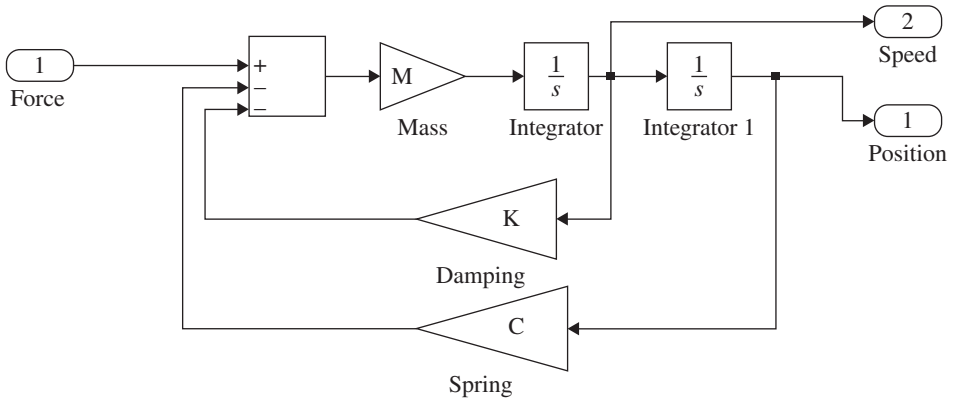 2
Speed
1
Force
+
−
−
M
Mass
1
s
Integrator
1
s
Integrator 1
1
Position
K
Damping
C
Spring